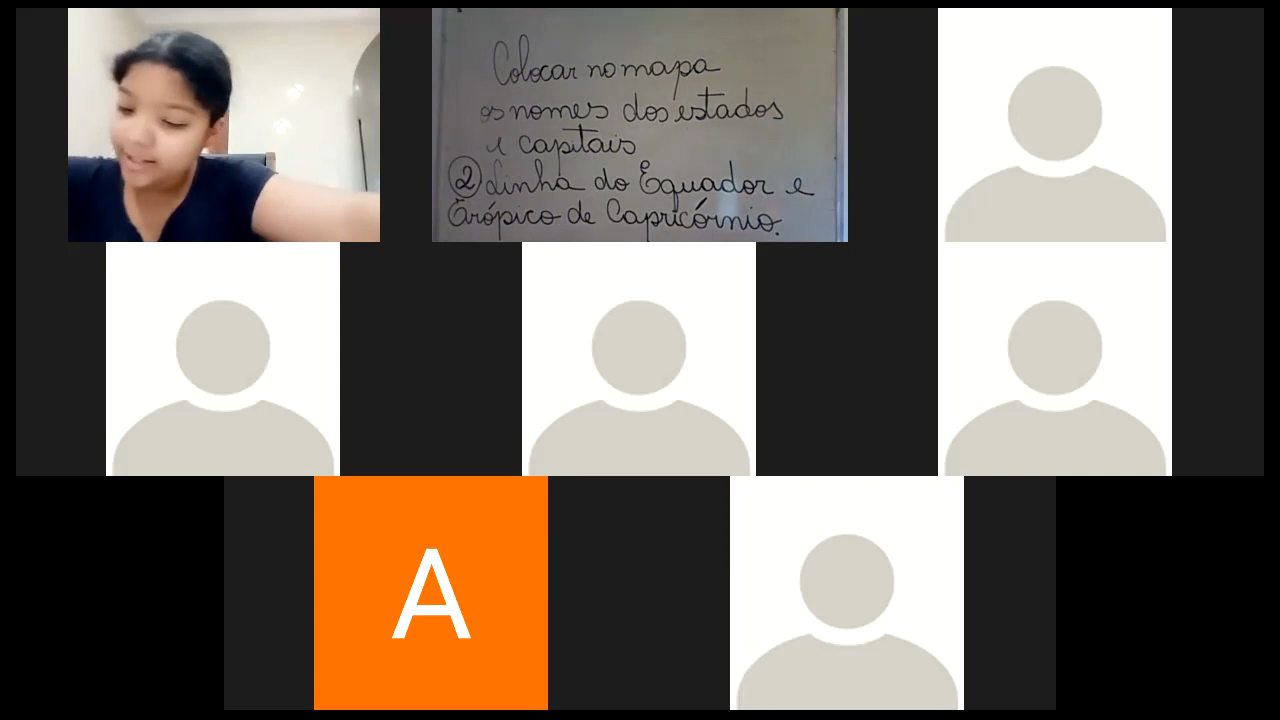 Colocar no mapa
os nomes dos estados
e capitais
② Linha do Equador e
Trópico de Capricórnio.
A